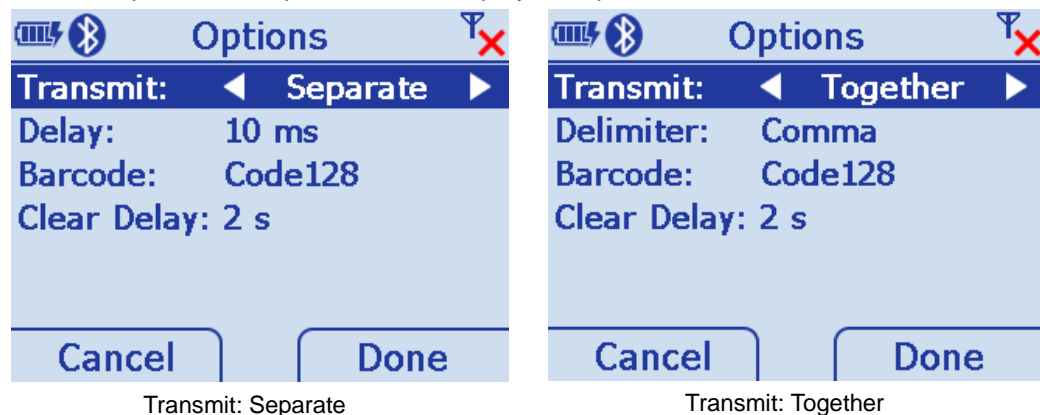 Options
Transmit: Separate
Delay: 10 ms
Barcode: Code128
Clear Delay: 2 s
Cancel Done
Transmit: Separate
Options
Transmit: Together
Delimiter: Comma
Barcode: Code128
Clear Delay: 2 s
Cancel Done
Transmit: Together